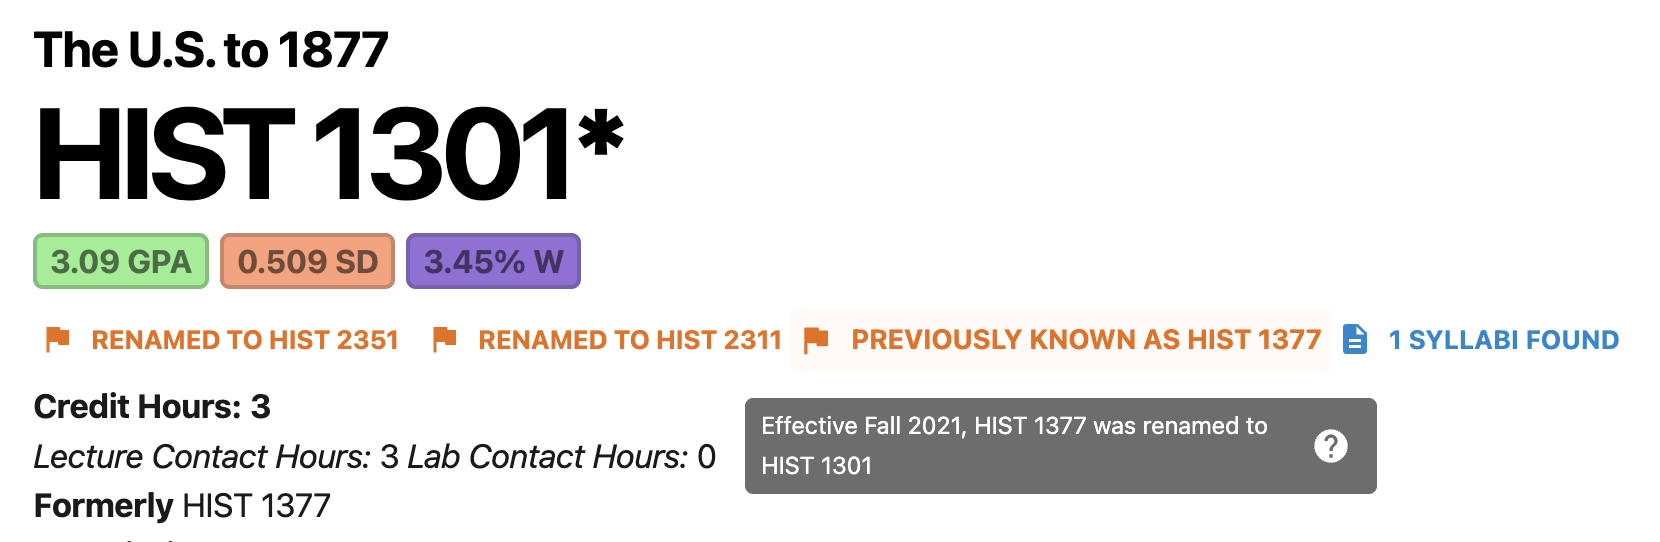 The U.S. to 1877
HIST 1301*
3.09 GPA 0.509 SD 3.45% W
RENAMED TO HIST 2351 RENAMED TO HIST 2311 PREVIOUSLY KNOWN AS HIST 1377 1 SYLLABI FOUND
Credit Hours: 3
Effective Fall 2021, HIST 1377 was renamed to
HIST 1301
Lecture Contact Hours: 3 Lab Contact Hours: 0
Formerly HIST 1377